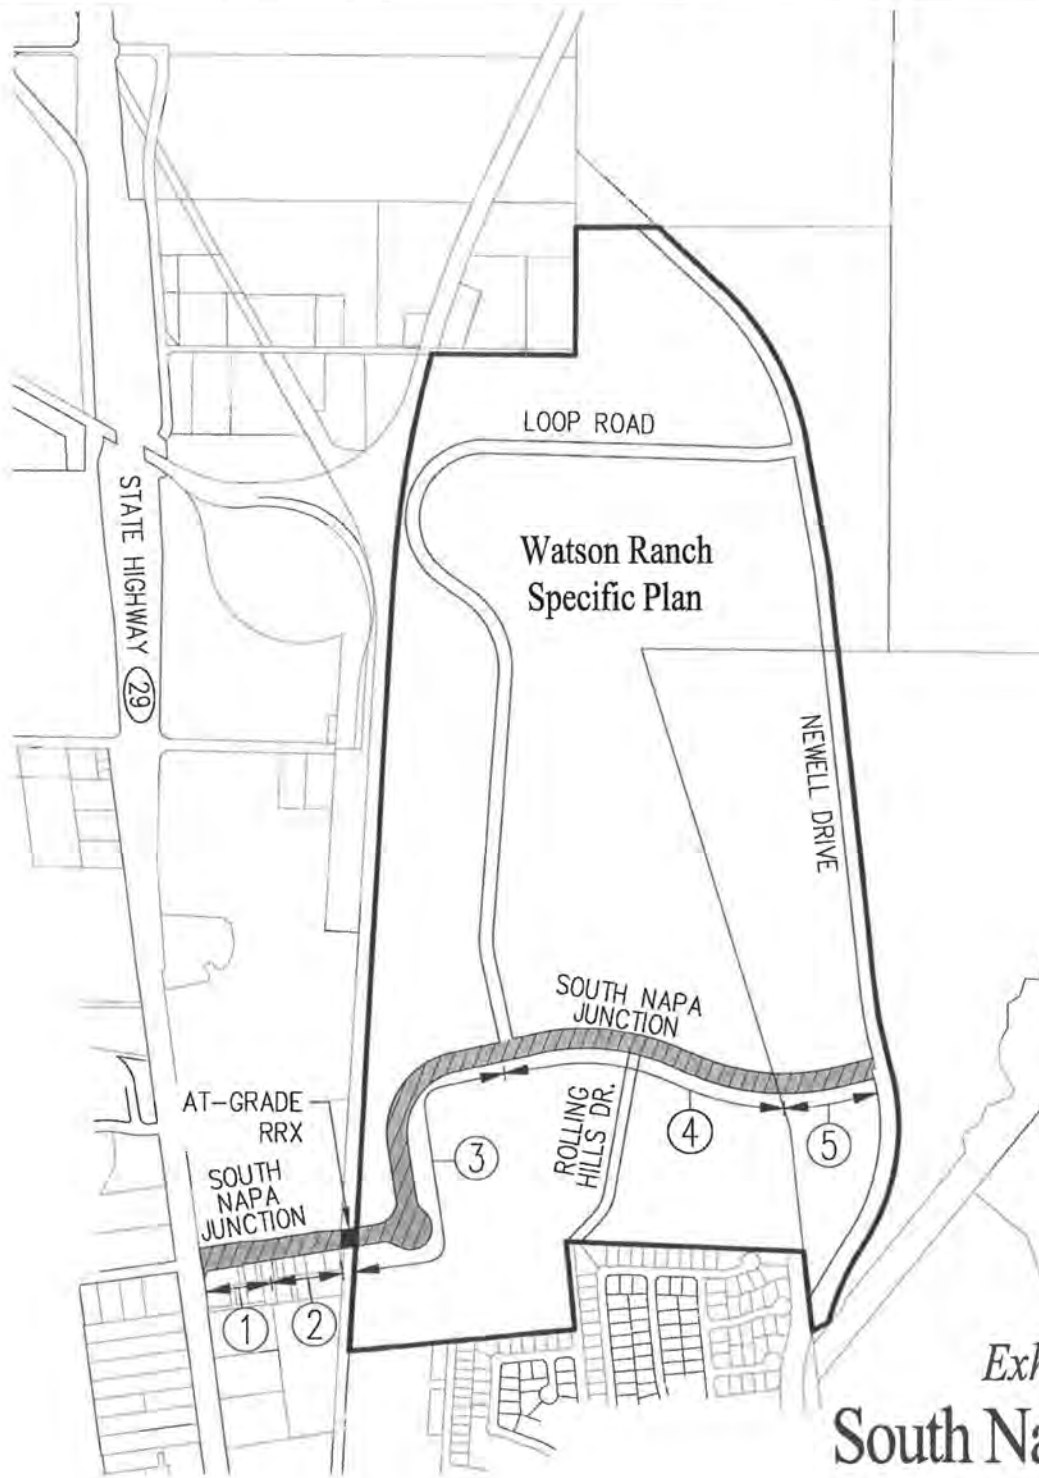 LOOP ROAD
Watson Ranch
Specific Plan
STATE HIGHWAY 29
NEWELL DRIVE
SOUTH NAPA
JUNCTION
AT-GRADE
RRX
ROLLING
HILLS DR.
4
5
3
SOUTH
NAPA
JUNCTION
1
2
Exh
South Na